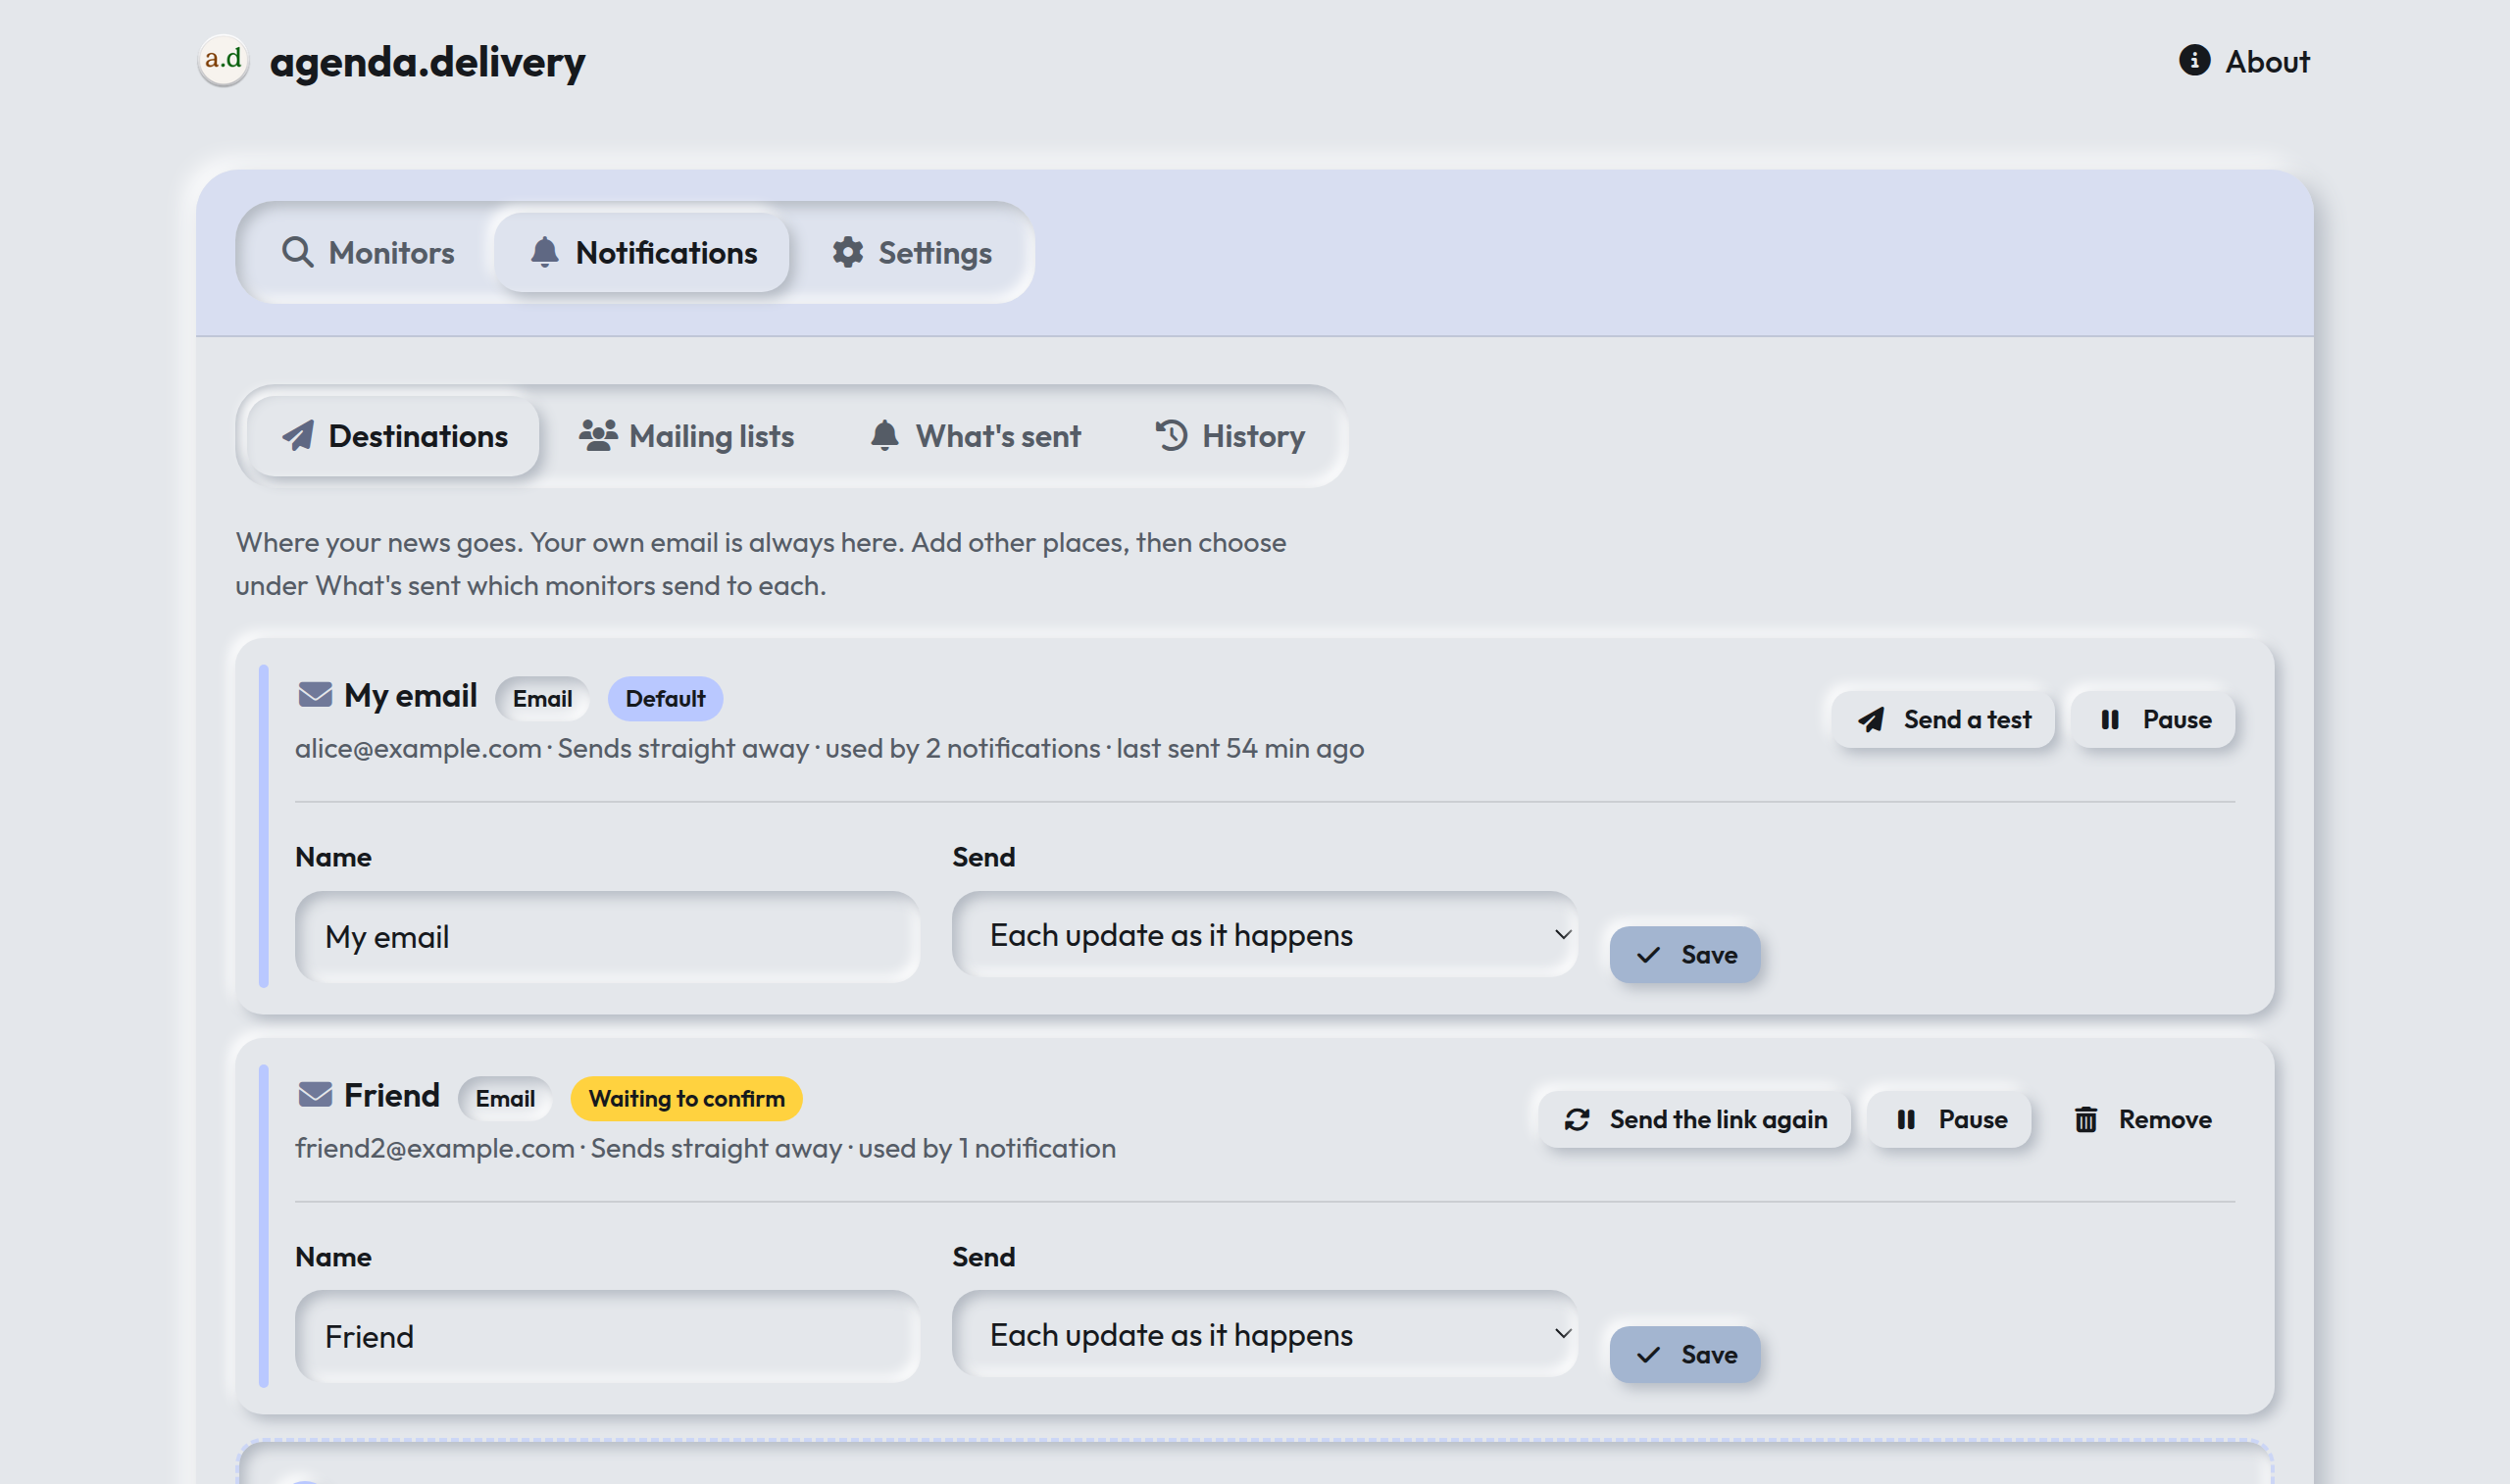 a.d agenda.delivery
About
Monitors Notifications Settings
Destinations Mailing lists What's sent History
Where your news goes. Your own email is always here. Add other places, then choose
under What's sent which monitors send to each.
My email Email Default
Send a test Pause
alice@example.com · Sends straight away · used by 2 notifications · last sent 54 min ago
Name Send
My email Each update as it happens Save
Friend Email Waiting to confirm
Send the link again Pause Remove
friend2@example.com · Sends straight away · used by 1 notification
Name Send
Friend Each update as it happens Save